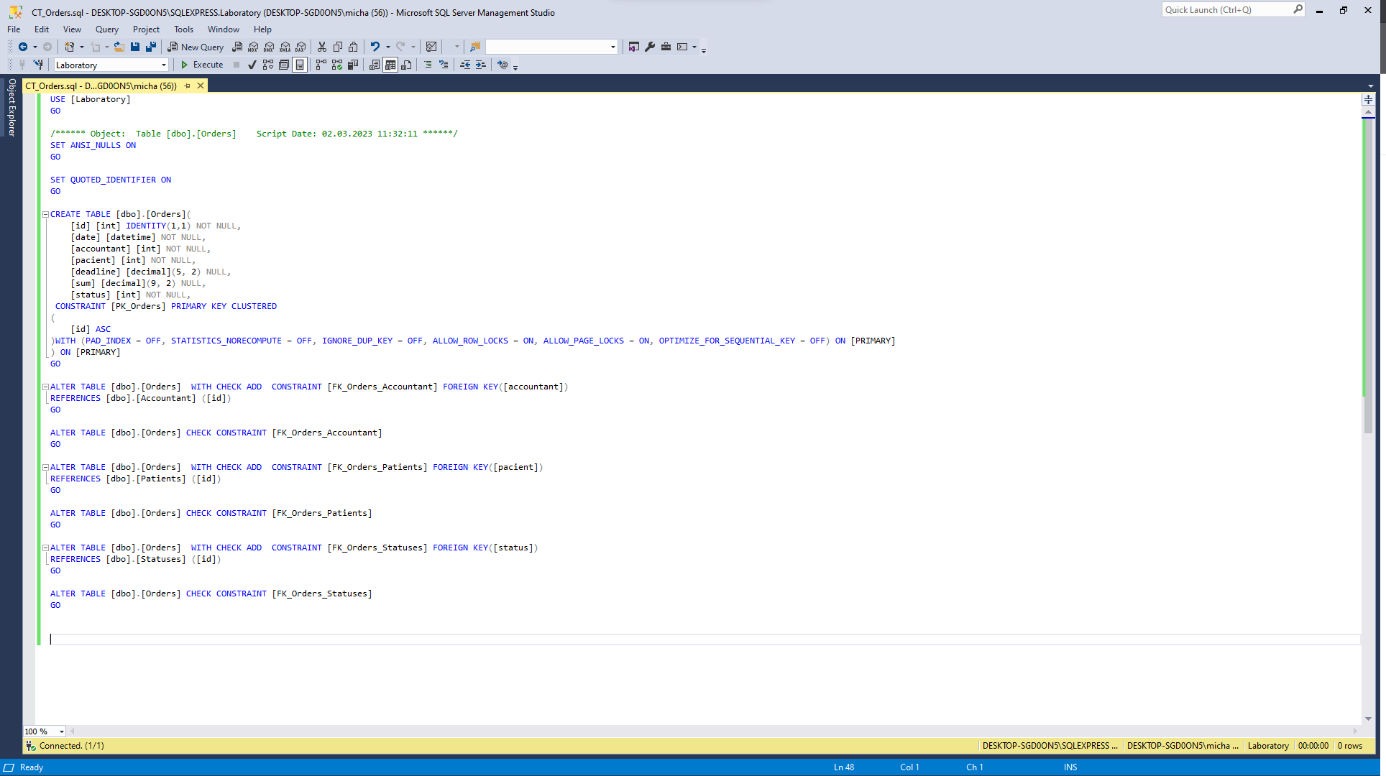 CT_Orders.sql - DESKTOP-SGD0ON5\SQLEXPRESS.Laboratory (DESKTOP-SGD0ON5\micha (56)) - Microsoft SQL Server Management Studio
Quick Launch (Ctrl+Q)
File Edit View Query Project Tools Window Help
New Query
Laboratory Execute
Object Explorer
CT_Orders.sql - D...GD0ON5\micha (56))
USE [Laboratory]
GO
/****** Object:  Table [dbo].[Orders]    Script Date: 02.03.2023 11:32:11 ******/
SET ANSI_NULLS ON
GO
SET QUOTED_IDENTIFIER ON
GO
CREATE TABLE [dbo].[Orders](
[id] [int] IDENTITY(1,1) NOT NULL,
[date] [datetime] NOT NULL,
[accountant] [int] NOT NULL,
[pacient] [int] NOT NULL,
[deadline] [decimal](5, 2) NULL,
[sum] [decimal](9, 2) NULL,
[status] [int] NOT NULL,
CONSTRAINT [PK_Orders] PRIMARY KEY CLUSTERED
(
[id] ASC
)WITH (PAD_INDEX = OFF, STATISTICS_NORECOMPUTE = OFF, IGNORE_DUP_KEY = OFF, ALLOW_ROW_LOCKS = ON, ALLOW_PAGE_LOCKS = ON, OPTIMIZE_FOR_SEQUENTIAL_KEY = OFF) ON [PRIMARY]
) ON [PRIMARY]
GO
ALTER TABLE [dbo].[Orders]  WITH CHECK ADD  CONSTRAINT [FK_Orders_Accountant] FOREIGN KEY([accountant])
REFERENCES [dbo].[Accountant] ([id])
GO
ALTER TABLE [dbo].[Orders] CHECK CONSTRAINT [FK_Orders_Accountant]
GO
ALTER TABLE [dbo].[Orders]  WITH CHECK ADD  CONSTRAINT [FK_Orders_Patients] FOREIGN KEY([pacient])
REFERENCES [dbo].[Patients] ([id])
GO
ALTER TABLE [dbo].[Orders] CHECK CONSTRAINT [FK_Orders_Patients]
GO
ALTER TABLE [dbo].[Orders]  WITH CHECK ADD  CONSTRAINT [FK_Orders_Statuses] FOREIGN KEY([status])
REFERENCES [dbo].[Statuses] ([id])
GO
ALTER TABLE [dbo].[Orders] CHECK CONSTRAINT [FK_Orders_Statuses]
GO
100 %
Connected. (1/1) DESKTOP-SGD0ON5\SQLEXPRESS ... DESKTOP-SGD0ON5\micha ... Laboratory 00:00:00 0 rows
Ready Ln 48 Col 1 Ch 1 INS